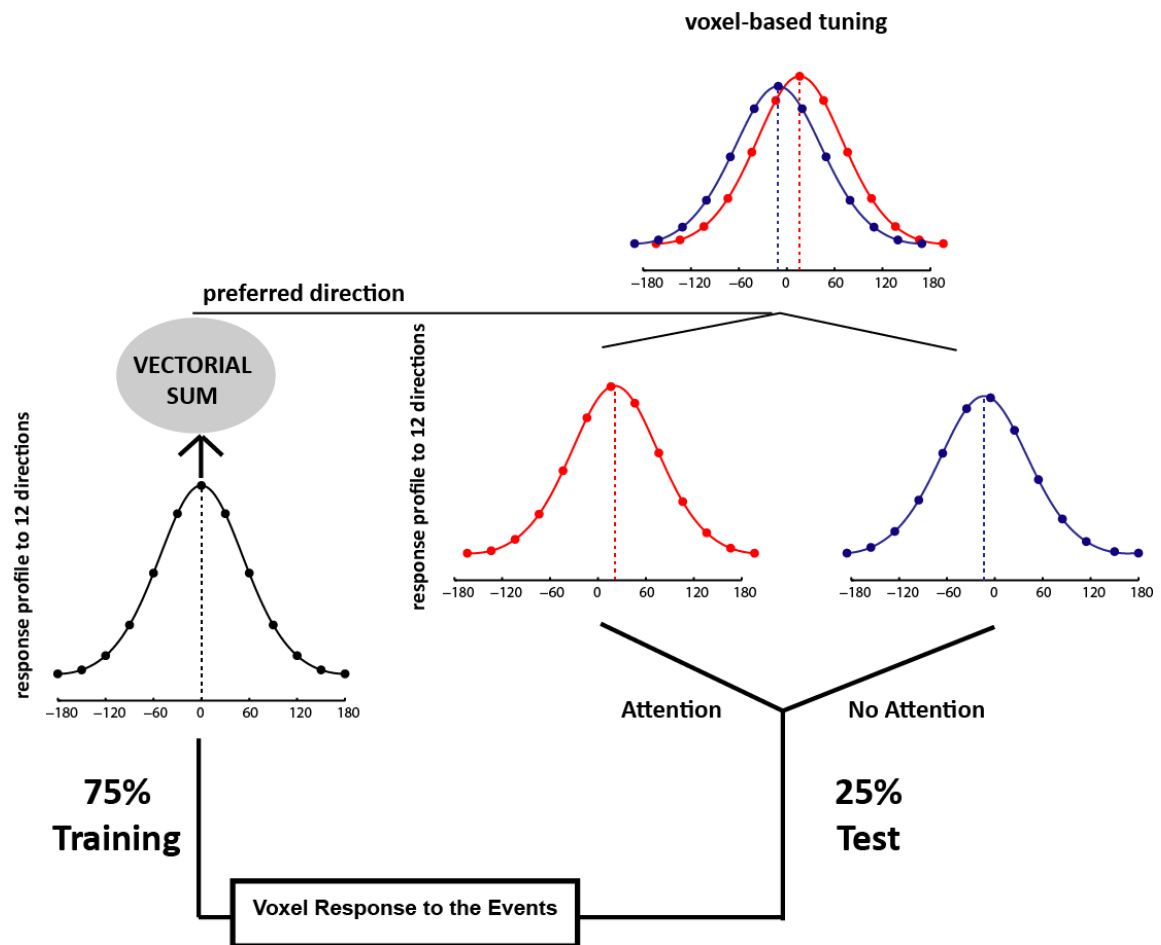 voxel-based tuning
−180 −120 −60 0 60 120 180
preferred direction
VECTORIAL
SUM
response profile to 12 directions
−180 −120 −60 0 60 120 180
response profile to 12 directions
−180 −120 −60 0 60 120 180
−180 −120 −60 0 60 120 180
Attention
No Attention
75%
Training
25%
Test
Voxel Response to the Events